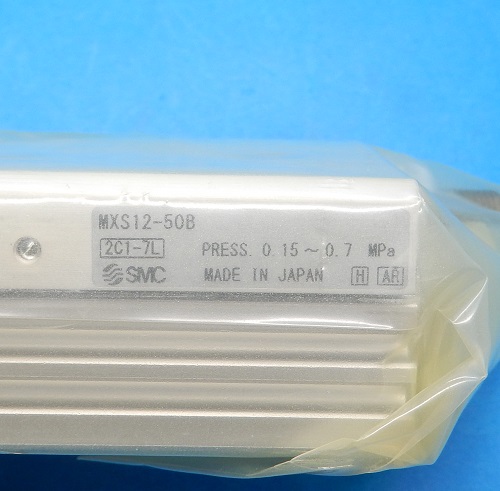 MXS12-50B
2C1-7L PRESS. 0.15～0.7 MPa
SMC MADE IN JAPAN H AR